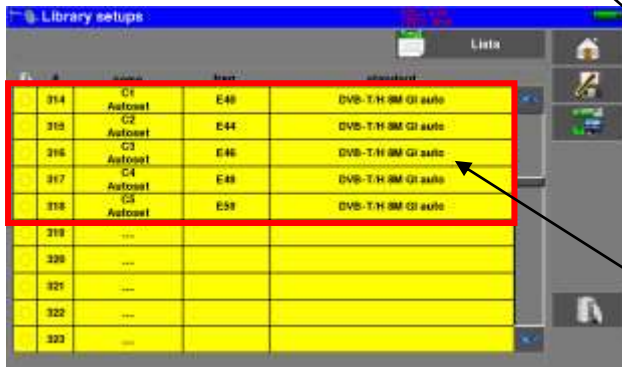 Library setups
Lista
# name freq standard
314 C1 Autoset E40 DVB-T/H 8M GI auto
315 C2 Autoset E44 DVB-T/H 8M GI auto
316 C3 Autoset E46 DVB-T/H 8M GI auto
317 C4 Autoset E48 DVB-T/H 8M GI auto
318 C5 Autoset E50 DVB-T/H 8M GI auto
319 ---
320 ---
321 ---
322 ---
323 ---